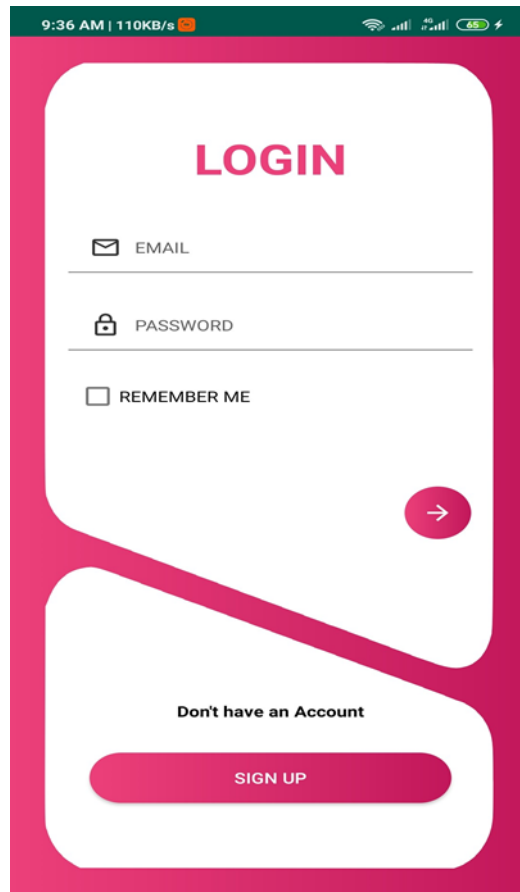 9:36 AM | 110KB/s 4G 65
LOGIN
EMAIL
PASSWORD
REMEMBER ME
Don't have an Account
SIGN UP